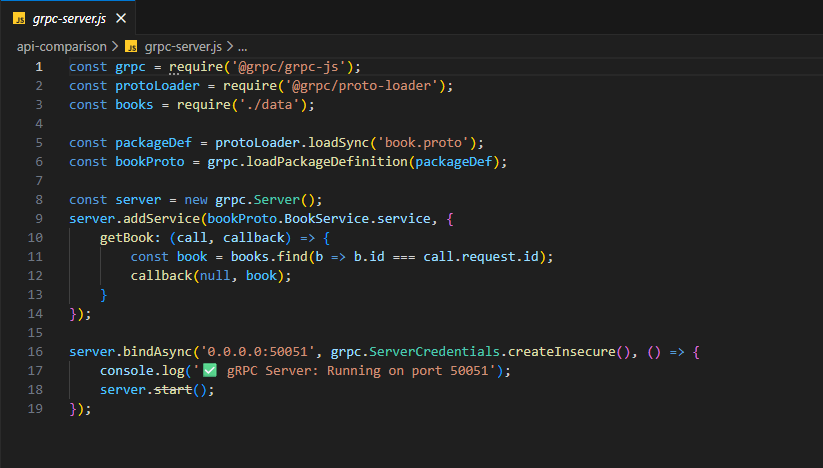 JS grpc-server.js ×
api-comparison > JS grpc-server.js > ...
1 const grpc = require('@grpc/grpc-js');
2 const protoLoader = require('@grpc/proto-loader');
3 const books = require('./data');
4
5 const packageDef = protoLoader.loadSync('book.proto');
6 const bookProto = grpc.loadPackageDefinition(packageDef);
7
8 const server = new grpc.Server();
9 server.addService(bookProto.BookService.service, {
10     getBook: (call, callback) => {
11         const book = books.find(b => b.id === call.request.id);
12         callback(null, book);
13     }
14 });
15
16 server.bindAsync('0.0.0.0:50051', grpc.ServerCredentials.createInsecure(), () => {
17     console.log('✅ gRPC Server: Running on port 50051');
18     server.start();
19 });